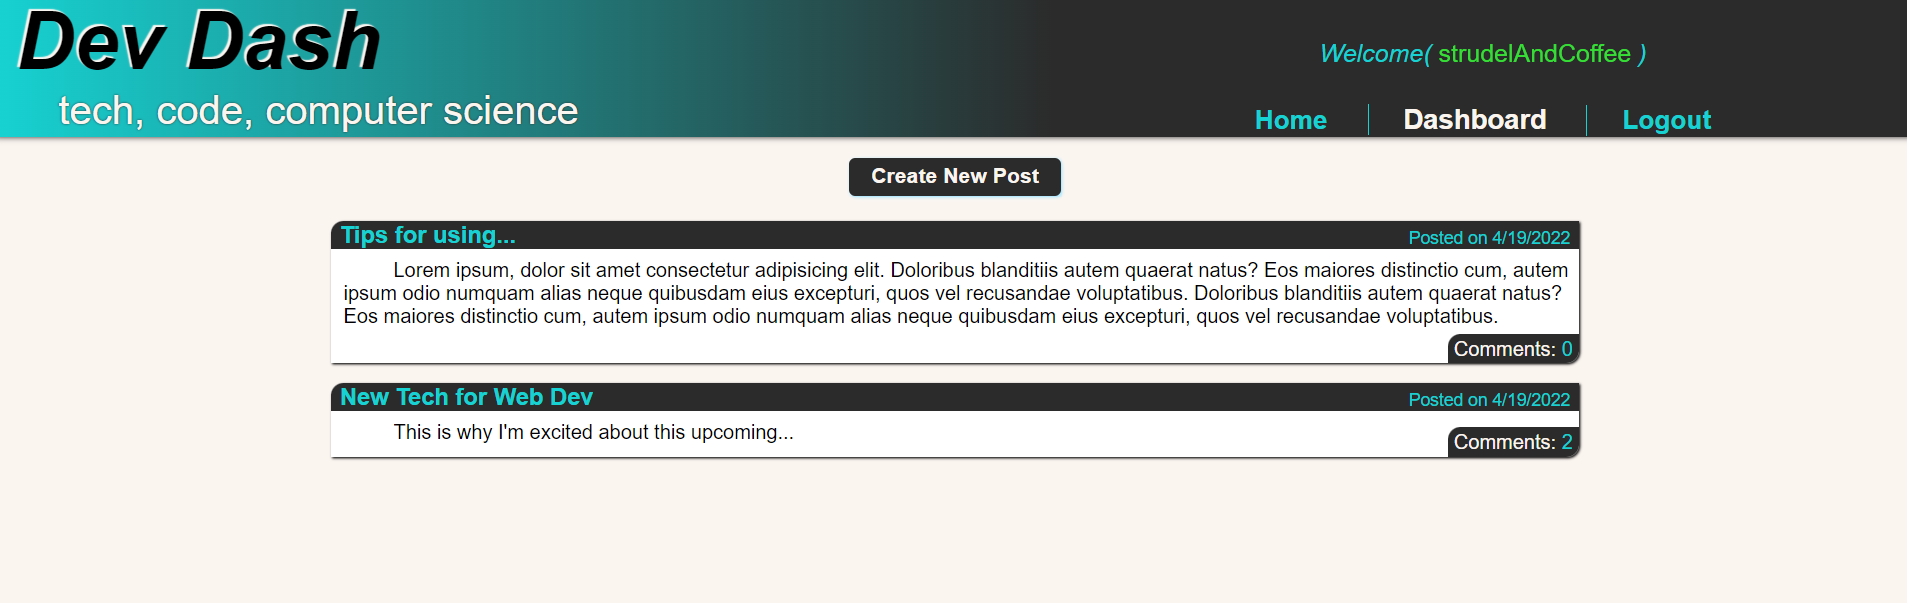 Dev Dash
tech, code, computer science
Welcome( strudelAndCoffee )
Home Dashboard Logout
Create New Post
Tips for using... Posted on 4/19/2022
Lorem ipsum, dolor sit amet consectetur adipisicing elit. Doloribus blanditiis autem quaerat natus? Eos maiores distinctio cum, autem
ipsum odio numquam alias neque quibusdam eius excepturi, quos vel recusandae voluptatibus. Doloribus blanditiis autem quaerat natus?
Eos maiores distinctio cum, autem ipsum odio numquam alias neque quibusdam eius excepturi, quos vel recusandae voluptatibus.
Comments: 0
New Tech for Web Dev Posted on 4/19/2022
This is why I'm excited about this upcoming...
Comments: 2